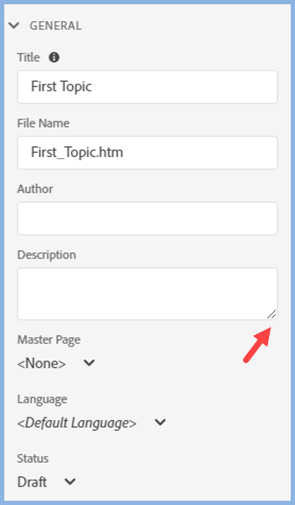 GENERAL
Title
First Topic
File Name
First_Topic.htm
Author
Description
Master Page
<None>
Language
<Default Language>
Status
Draft